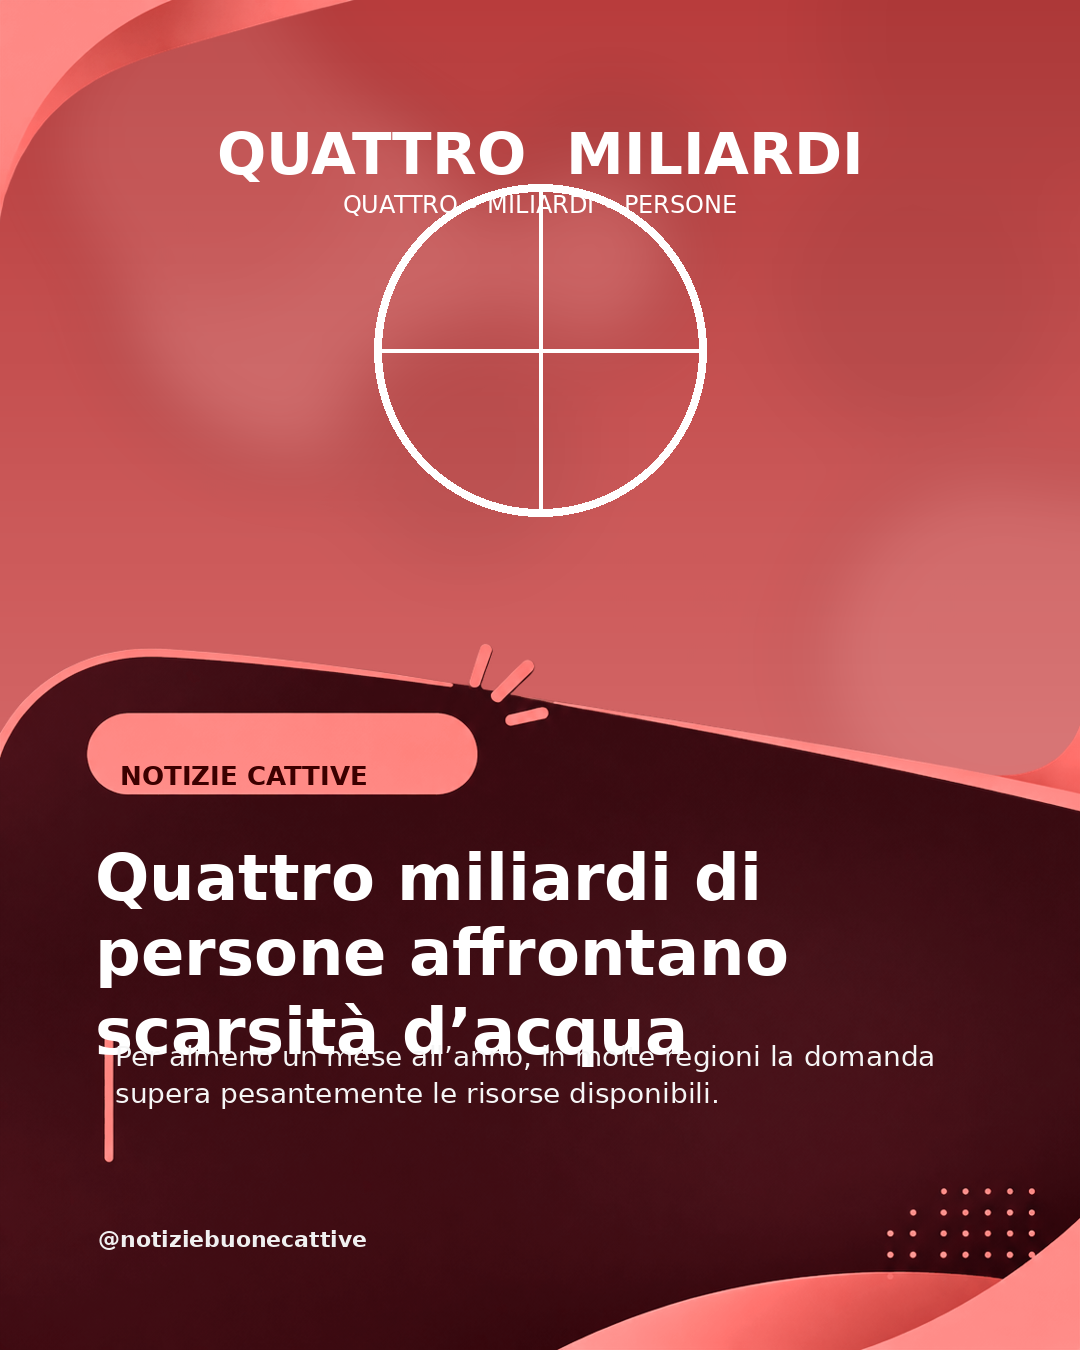 QUATTRO MILIARDI
QUATTRO • MILIARDI • PERSONE
NOTIZIE CATTIVE
Quattro miliardi di
persone affrontano
scarsità d’acqua
Per almeno un mese all’anno, in molte regioni la domanda
supera pesantemente le risorse disponibili.
@notiziebuonecattive